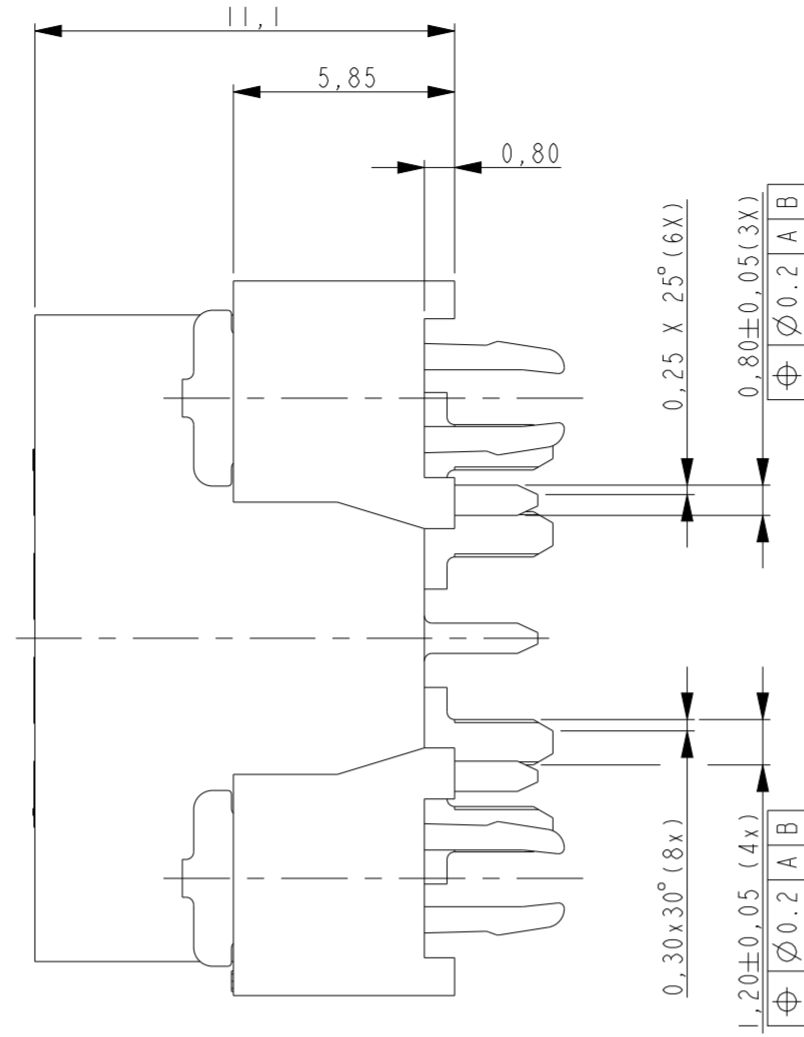 11,1
5,85
0,80
0,25 X 25° (6X)
0,80±0,05(3X)
⌖ Ø0.2 A B
0,30x30° (8x)
1,20±0,05 (4x)
⌖ Ø0.2 A B